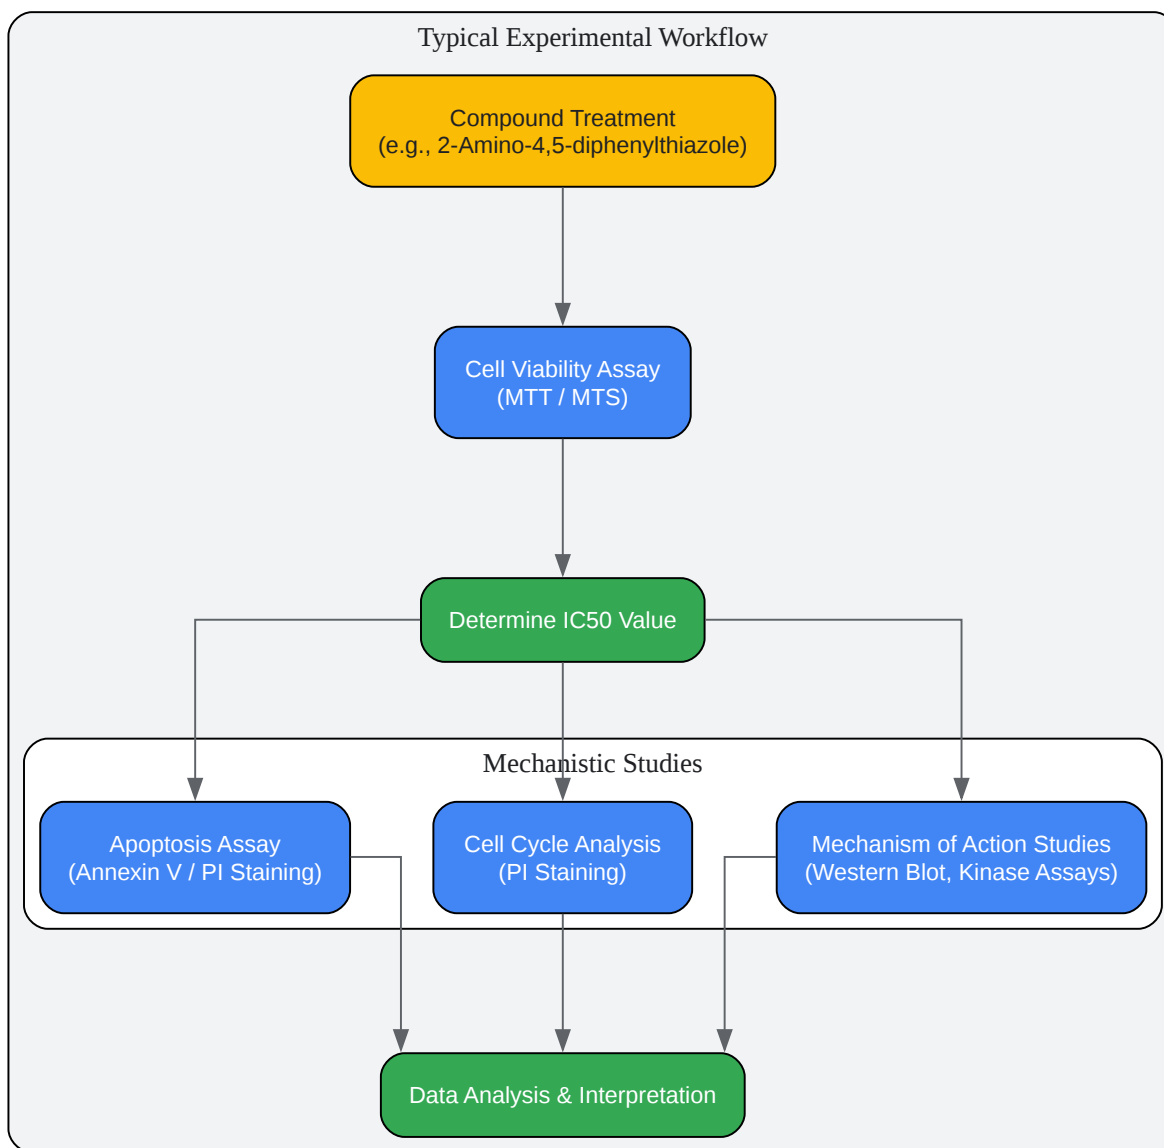 Typical Experimental Workflow
Compound Treatment
(e.g., 2-Amino-4,5-diphenylthiazole)
Cell Viability Assay
(MTT / MTS)
Determine IC50 Value
Mechanistic Studies
Apoptosis Assay
(Annexin V / PI Staining)
Cell Cycle Analysis
(PI Staining)
Mechanism of Action Studies
(Western Blot, Kinase Assays)
Data Analysis & Interpretation